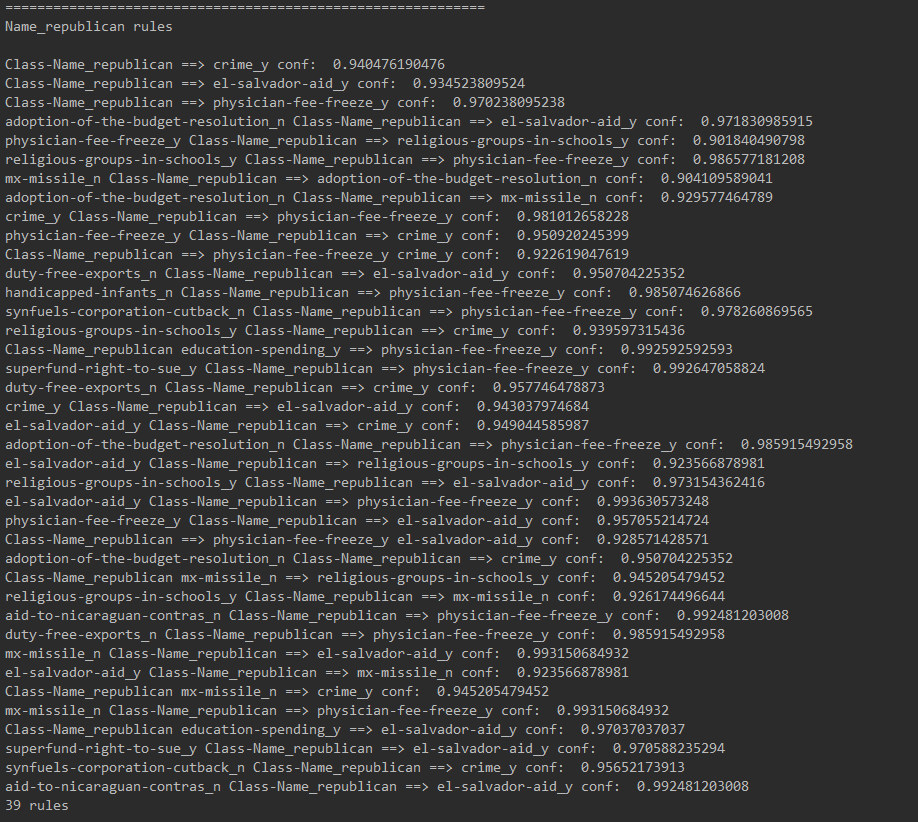 ============================================================
Name_republican rules
Class-Name_republican ==> crime_y conf:  0.940476190476
Class-Name_republican ==> el-salvador-aid_y conf:  0.934523809524
Class-Name_republican ==> physician-fee-freeze_y conf:  0.970238095238
adoption-of-the-budget-resolution_n Class-Name_republican ==> el-salvador-aid_y conf:  0.971830985915
physician-fee-freeze_y Class-Name_republican ==> religious-groups-in-schools_y conf:  0.901840490798
religious-groups-in-schools_y Class-Name_republican ==> physician-fee-freeze_y conf:  0.986577181208
mx-missile_n Class-Name_republican ==> adoption-of-the-budget-resolution_n conf:  0.904109589041
adoption-of-the-budget-resolution_n Class-Name_republican ==> mx-missile_n conf:  0.929577464789
crime_y Class-Name_republican ==> physician-fee-freeze_y conf:  0.981012658228
physician-fee-freeze_y Class-Name_republican ==> crime_y conf:  0.950920245399
Class-Name_republican ==> physician-fee-freeze_y crime_y conf:  0.922619047619
duty-free-exports_n Class-Name_republican ==> el-salvador-aid_y conf:  0.950704225352
handicapped-infants_n Class-Name_republican ==> physician-fee-freeze_y conf:  0.985074626866
synfuels-corporation-cutback_n Class-Name_republican ==> physician-fee-freeze_y conf:  0.978260869565
religious-groups-in-schools_y Class-Name_republican ==> crime_y conf:  0.939597315436
Class-Name_republican education-spending_y ==> physician-fee-freeze_y conf:  0.992592592593
superfund-right-to-sue_y Class-Name_republican ==> physician-fee-freeze_y conf:  0.992647058824
duty-free-exports_n Class-Name_republican ==> crime_y conf:  0.957746478873
crime_y Class-Name_republican ==> el-salvador-aid_y conf:  0.943037974684
el-salvador-aid_y Class-Name_republican ==> crime_y conf:  0.949044585987
adoption-of-the-budget-resolution_n Class-Name_republican ==> physician-fee-freeze_y conf:  0.985915492958
el-salvador-aid_y Class-Name_republican ==> religious-groups-in-schools_y conf:  0.923566878981
religious-groups-in-schools_y Class-Name_republican ==> el-salvador-aid_y conf:  0.973154362416
el-salvador-aid_y Class-Name_republican ==> physician-fee-freeze_y conf:  0.993630573248
physician-fee-freeze_y Class-Name_republican ==> el-salvador-aid_y conf:  0.957055214724
Class-Name_republican ==> physician-fee-freeze_y el-salvador-aid_y conf:  0.928571428571
adoption-of-the-budget-resolution_n Class-Name_republican ==> crime_y conf:  0.950704225352
Class-Name_republican mx-missile_n ==> religious-groups-in-schools_y conf:  0.945205479452
religious-groups-in-schools_y Class-Name_republican ==> mx-missile_n conf:  0.926174496644
aid-to-nicaraguan-contras_n Class-Name_republican ==> physician-fee-freeze_y conf:  0.992481203008
duty-free-exports_n Class-Name_republican ==> physician-fee-freeze_y conf:  0.985915492958
mx-missile_n Class-Name_republican ==> el-salvador-aid_y conf:  0.993150684932
el-salvador-aid_y Class-Name_republican ==> mx-missile_n conf:  0.923566878981
Class-Name_republican mx-missile_n ==> crime_y conf:  0.945205479452
mx-missile_n Class-Name_republican ==> physician-fee-freeze_y conf:  0.993150684932
Class-Name_republican education-spending_y ==> el-salvador-aid_y conf:  0.97037037037
superfund-right-to-sue_y Class-Name_republican ==> el-salvador-aid_y conf:  0.970588235294
synfuels-corporation-cutback_n Class-Name_republican ==> crime_y conf:  0.95652173913
aid-to-nicaraguan-contras_n Class-Name_republican ==> el-salvador-aid_y conf:  0.992481203008
39 rules